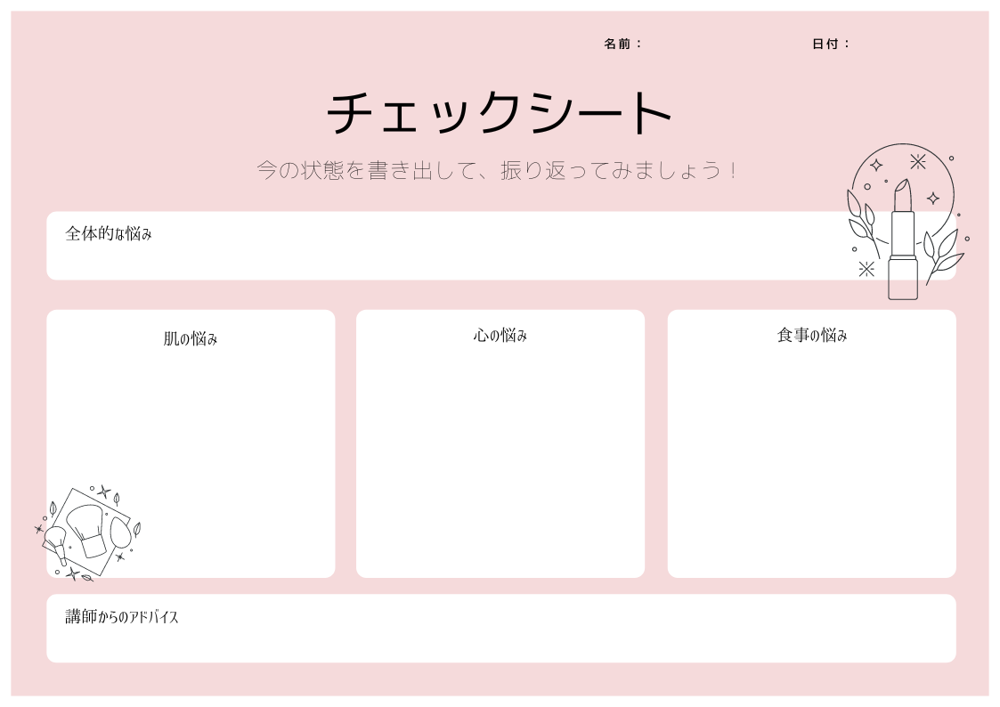 名前： 日付：
チェックシート
今の状態を書き出して、振り返ってみましょう！
全体的な悩み
肌の悩み
心の悩み
食事の悩み
講師からのアドバイス